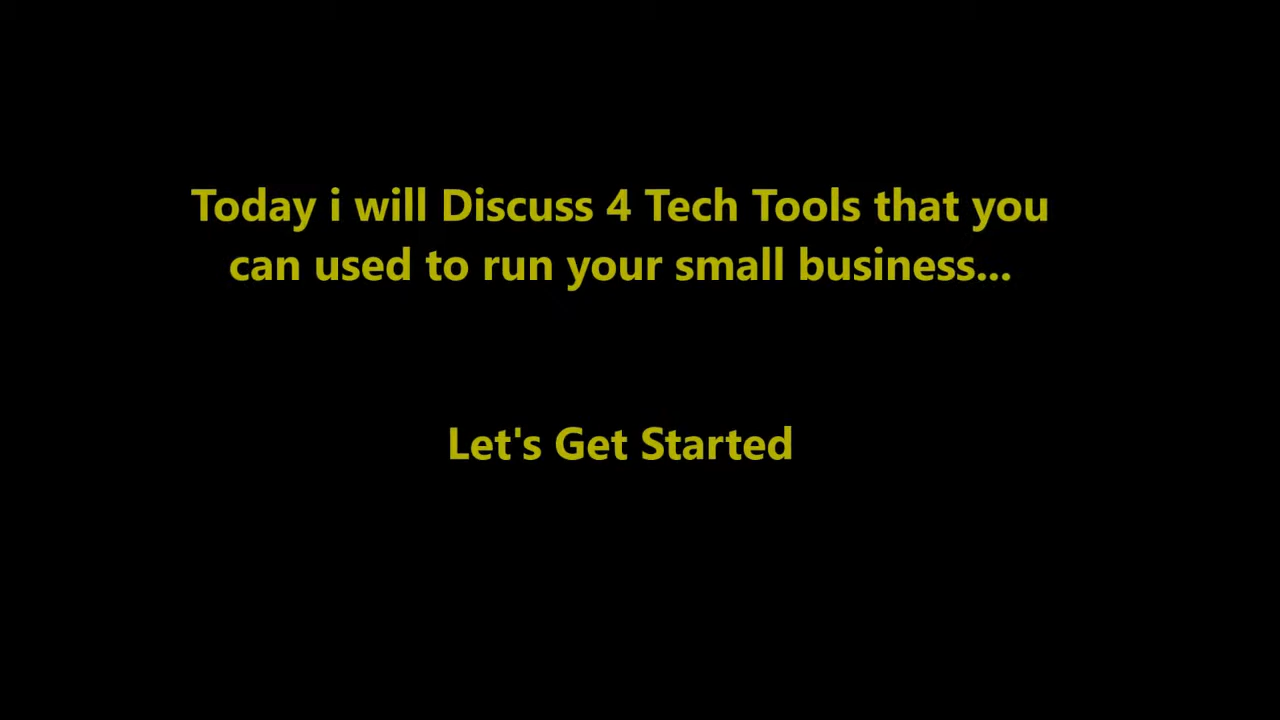 Today i will Discuss 4 Tech Tools that you
can used to run your small business...
Let's Get Started